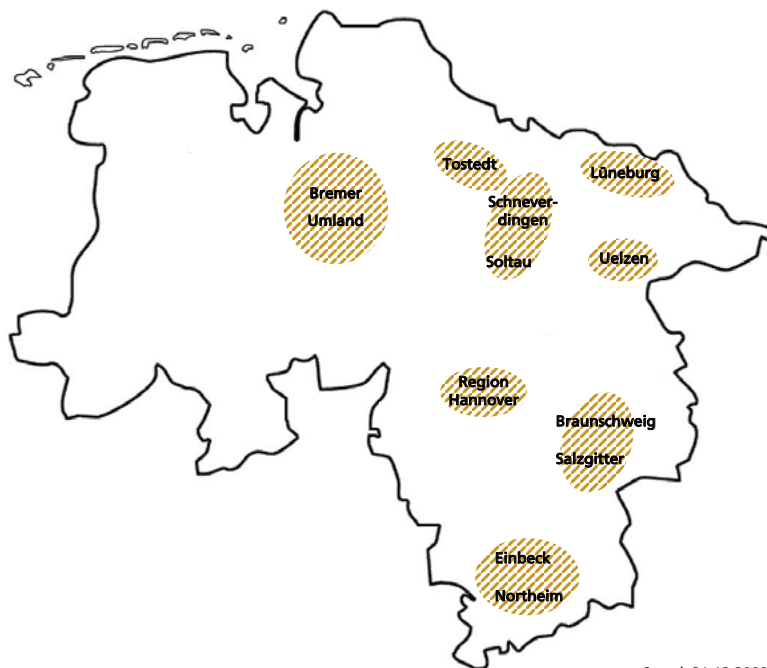 Tostedt
Lüneburg
Bremer
Umland
Schnever-
dingen
Soltau
Uelzen
Region
Hannover
Braunschweig
Salzgitter
Einbeck
Northeim